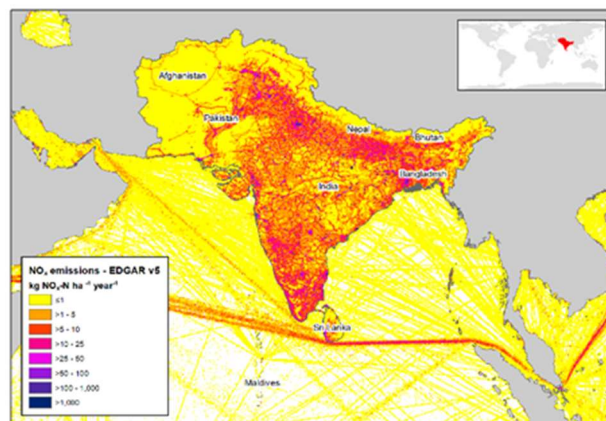 Afghanistan
Pakistan
Nepal
Bhutan
Bangladesh
India
Sri Lanka
Maldives
NOx emissions - EDGAR v5
kg NOx-N ha⁻¹ year⁻¹
≤1
>1 - 5
>5 - 10
>10 - 25
>25 - 50
>50 - 100
>100 - 1,000
>1,000